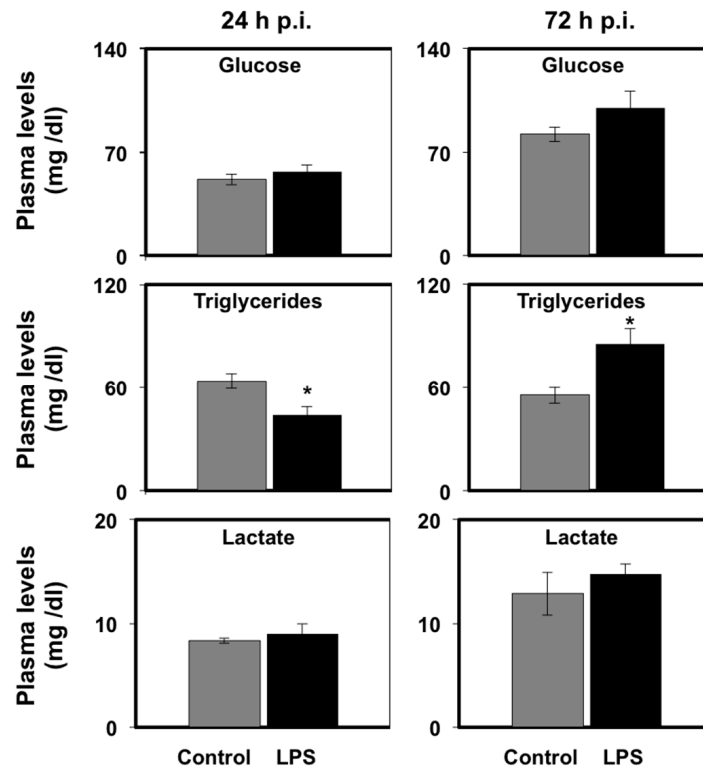 24 h p.i.
72 h p.i.
Plasma levels
(mg /dl)
140
70
0
Glucose
140
70
0
Glucose
Plasma levels
(mg /dl)
120
60
0
Triglycerides
*
120
60
0
Triglycerides
*
Plasma levels
(mg /dl)
20
10
0
Lactate
20
10
0
Lactate
Control LPS
Control LPS